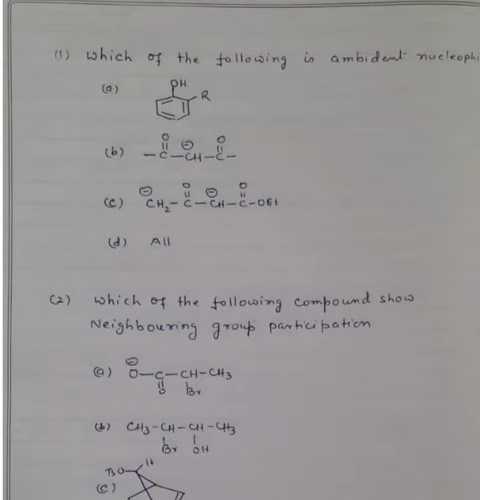 (1) Which of the following is ambident nucleophi
(a) OH
R
(b) O O
-C-CH-C-
(c) O O
CH2-C-CH-C-OEt
(d) All
(2) Which of the following compound show
Neighbouring group participation
(a) O-C-CH-CH3
O Br
(b) CH3-CH-CH-CH3
Br OH
BO H
(c)